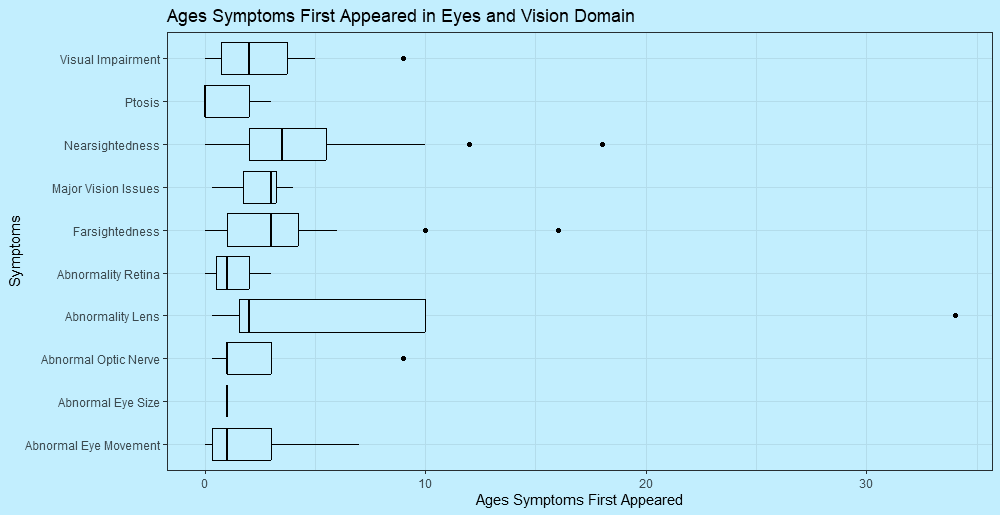 Ages Symptoms First Appeared in Eyes and Vision Domain
Symptoms
Visual Impairment
Ptosis
Nearsightedness
Major Vision Issues
Farsightedness
Abnormality Retina
Abnormality Lens
Abnormal Optic Nerve
Abnormal Eye Size
Abnormal Eye Movement
0 10 20 30
Ages Symptoms First Appeared